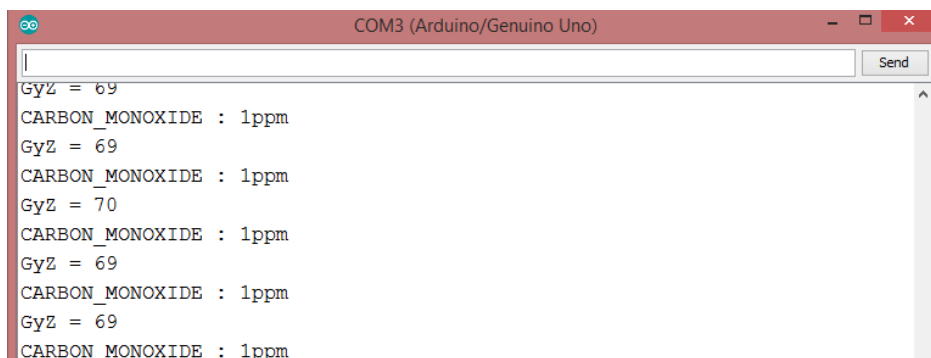 COM3 (Arduino/Genuino Uno)
Send
GyZ = 69
CARBON_MONOXIDE : 1ppm
GyZ = 69
CARBON_MONOXIDE : 1ppm
GyZ = 70
CARBON_MONOXIDE : 1ppm
GyZ = 69
CARBON_MONOXIDE : 1ppm
GyZ = 69
CARBON_MONOXIDE : 1ppm